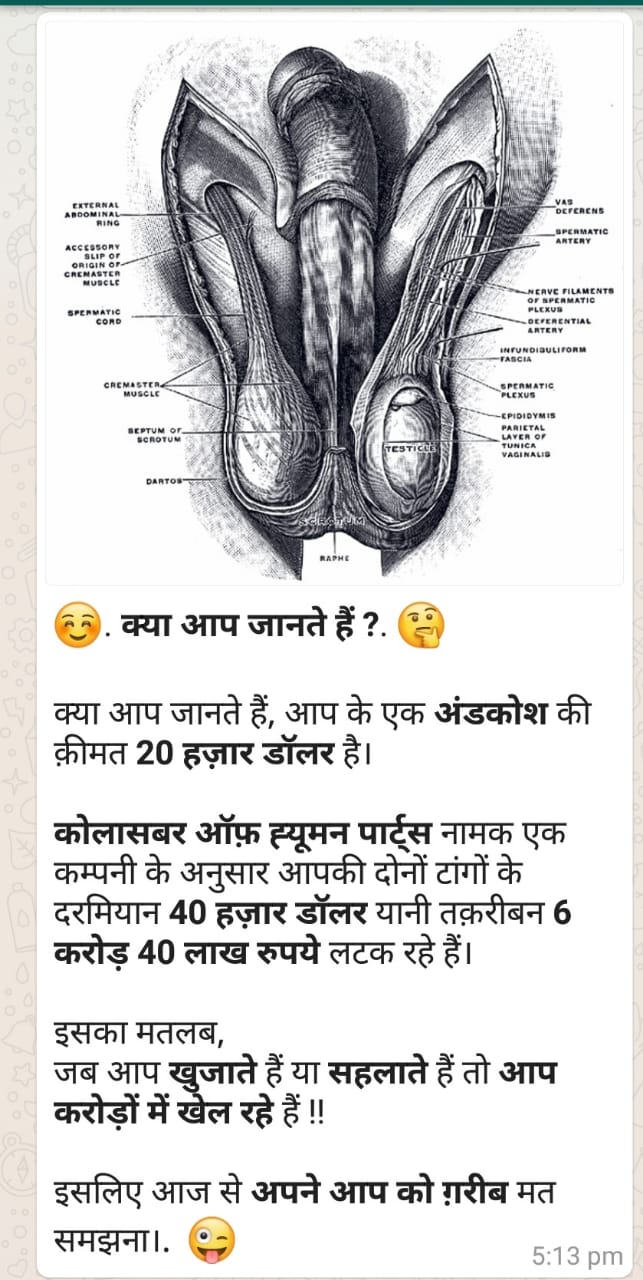 EXTERNAL
ABDOMINAL
RING
ACCESSORY
SLIP OF
ORIGIN OF
CREMASTER
MUSCLE
SPERMATIC
CORD
CREMASTER
MUSCLE
SEPTUM OF
SCROTUM
DARTOS
VAS
DEFERENS
SPERMATIC
ARTERY
NERVE FILAMENTS
OF SPERMATIC
PLEXUS
DEFERENTIAL
ARTERY
INFUNDIBULIFORM
FASCIA
SPERMATIC
PLEXUS
EPIDIDYMIS
PARIETAL
LAYER OF
TUNICA
VAGINALIS
TESTICLE
SCROTUM
RAPHE
😊. क्या आप जानते हैं ?. 🤔
क्या आप जानते हैं, आप के एक अंडकोश की
क़ीमत 20 हज़ार डॉलर है।
कोलासबर ऑफ़ ह्यूमन पार्ट्स नामक एक
कम्पनी के अनुसार आपकी दोनों टांगों के
दरमियान 40 हज़ार डॉलर यानी तक़रीबन 6
करोड़ 40 लाख रुपये लटक रहे हैं।
इसका मतलब,
जब आप खुजाते हैं या सहलाते हैं तो आप
करोड़ों में खेल रहे हैं !!
इसलिए आज से अपने आप को ग़रीब मत
समझना।. 😜
5:13 pm